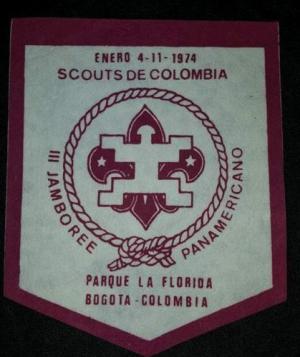 ENERO 4-11-1974
SCOUTS DE COLOMBIA
III JAMBOREE PANAMERICANO
PARQUE LA FLORIDA
BOGOTA-COLOMBIA